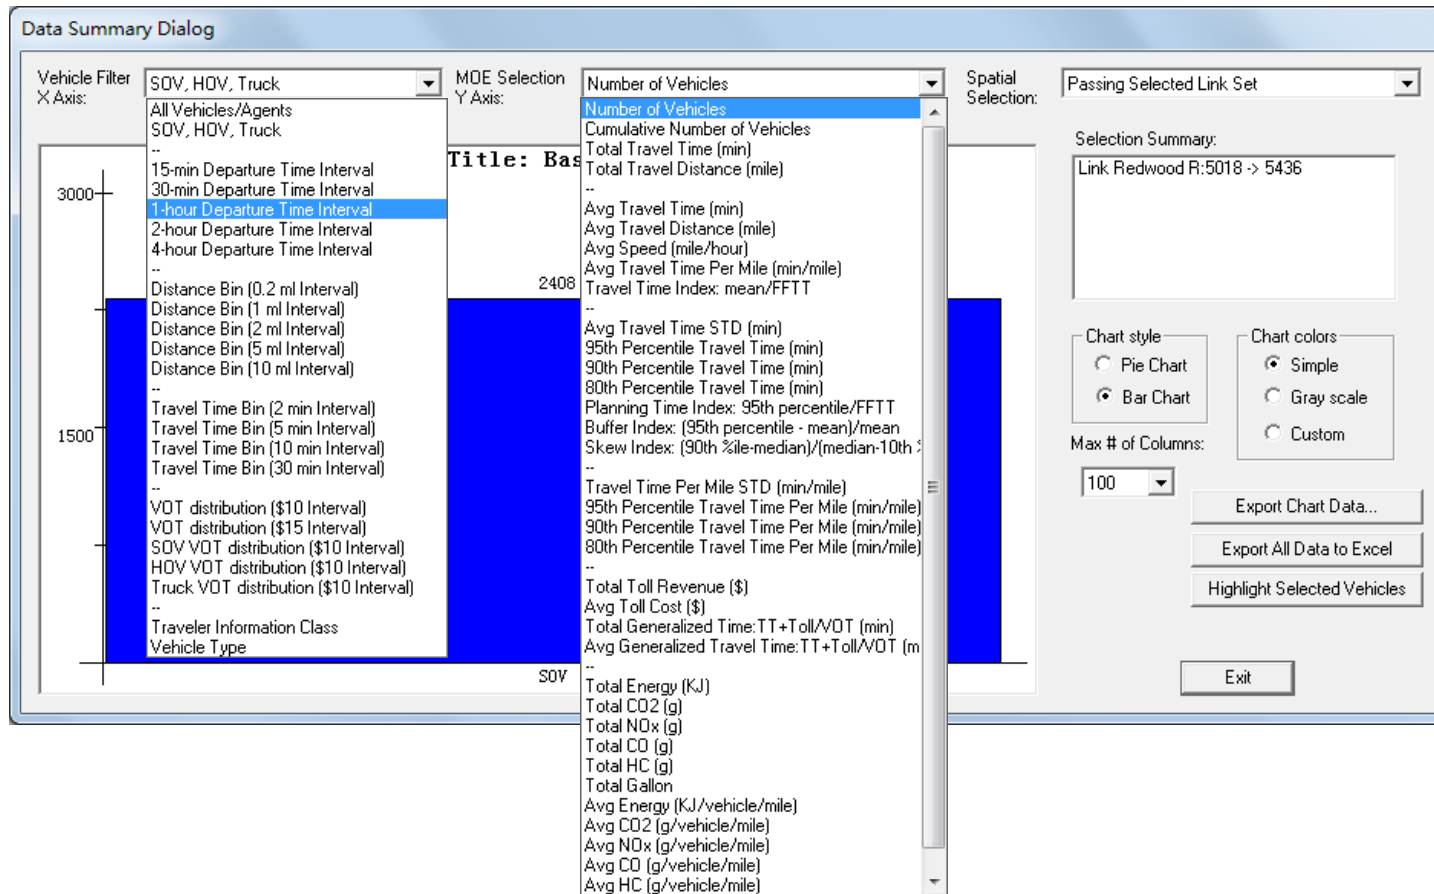 Data Summary Dialog
Vehicle Filter
X Axis:
SOV, HOV, Truck
MOE Selection
Y Axis:
Number of Vehicles
Spatial
Selection:
Passing Selected Link Set
All Vehicles/Agents
SOV, HOV, Truck
--
15-min Departure Time Interval
30-min Departure Time Interval
1-hour Departure Time Interval
2-hour Departure Time Interval
4-hour Departure Time Interval
--
Distance Bin (0.2 ml Interval)
Distance Bin (1 ml Interval)
Distance Bin (2 ml Interval)
Distance Bin (5 ml Interval)
Distance Bin (10 ml Interval)
--
Travel Time Bin (2 min Interval)
Travel Time Bin (5 min Interval)
Travel Time Bin (10 min Interval)
Travel Time Bin (30 min Interval)
--
VOT distribution ($10 Interval)
VOT distribution ($15 Interval)
SOV VOT distribution ($10 Interval)
HOV VOT distribution ($10 Interval)
Truck VOT distribution ($10 Interval)
--
Traveler Information Class
Vehicle Type
Number of Vehicles
Cumulative Number of Vehicles
Total Travel Time (min)
Total Travel Distance (mile)
--
Avg Travel Time (min)
Avg Travel Distance (mile)
Avg Speed (mile/hour)
Avg Travel Time Per Mile (min/mile)
Travel Time Index: mean/FFTT
--
Avg Travel Time STD (min)
95th Percentile Travel Time (min)
90th Percentile Travel Time (min)
80th Percentile Travel Time (min)
Planning Time Index: 95th percentile/FFTT
Buffer Index: (95th percentile - mean)/mean
Skew Index: (90th %ile-median)/(median-10th
--
Travel Time Per Mile STD (min/mile)
95th Percentile Travel Time Per Mile (min/mile)
90th Percentile Travel Time Per Mile (min/mile)
80th Percentile Travel Time Per Mile (min/mile)
--
Total Toll Revenue ($)
Avg Toll Cost ($)
Total Generalized Time:TT+Toll/VOT (min)
Avg Generalized Travel Time:TT+Toll/VOT (m
--
Total Energy (KJ)
Total CO2 (g)
Total NOx (g)
Total CO (g)
Total HC (g)
Total Gallon
Avg Energy (KJ/vehicle/mile)
Avg CO2 (g/vehicle/mile)
Avg NOx (g/vehicle/mile)
Avg CO (g/vehicle/mile)
Avg HC (g/vehicle/mile)
Title: Bas
3000
2408
1500
SOV
Selection Summary:
Link Redwood R:5018 -> 5436
Chart style
Pie Chart
Bar Chart
Chart colors
Simple
Gray scale
Custom
Max # of Columns:
100
Export Chart Data...
Export All Data to Excel
Highlight Selected Vehicles
Exit